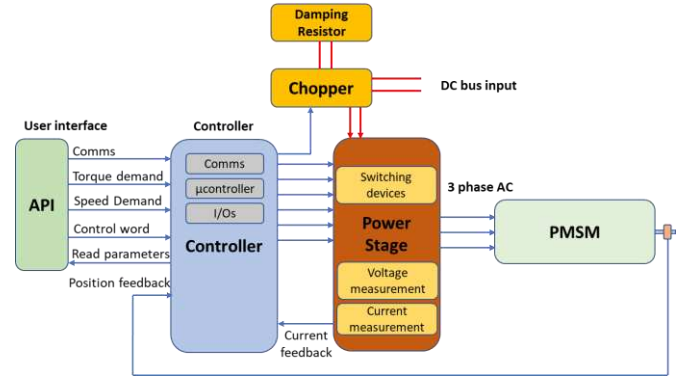 Damping
Resistor
Chopper
DC bus input
User interface
Controller
API
Comms
Torque demand
Speed Demand
Control word
Read parameters
Position feedback
Comms
µcontroller
I/Os
Controller
Switching
devices
Power
Stage
Voltage
measurement
Current
measurement
Current
feedback
3 phase AC
PMSM